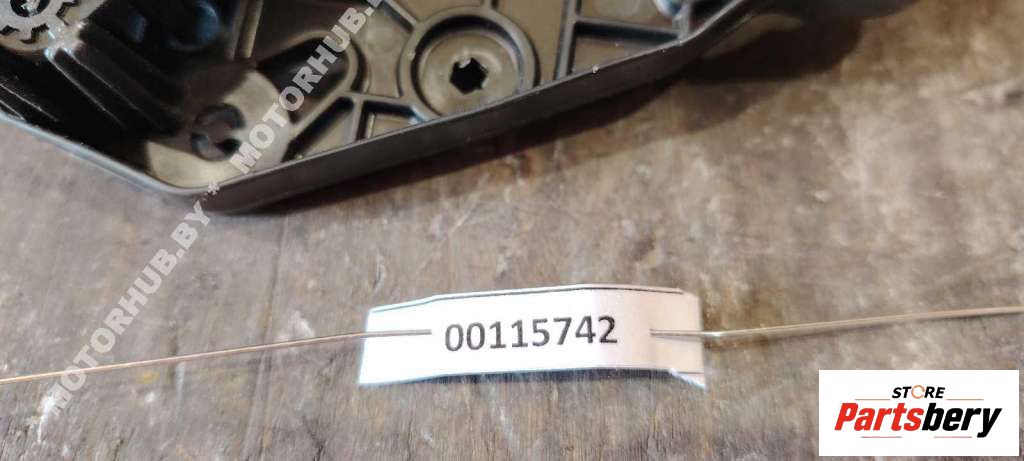 MOTORHUB.BY * MOTORHUB.BY
00115742
STORE
Partsbery